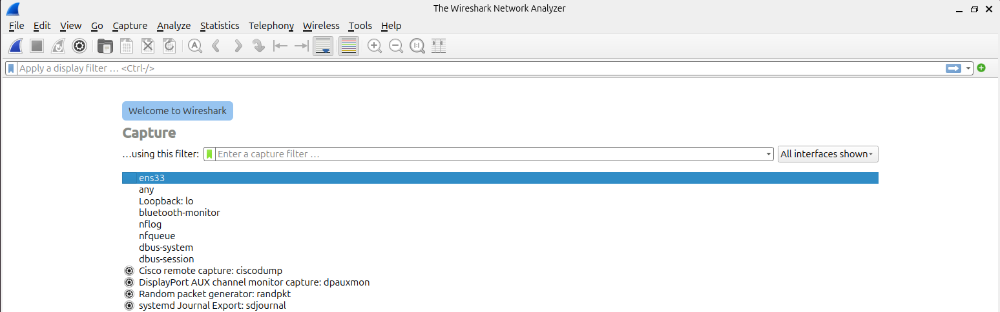 The Wireshark Network Analyzer
File Edit View Go Capture Analyze Statistics Telephony Wireless Tools Help
Apply a display filter … <Ctrl-/>
Welcome to Wireshark
Capture
…using this filter: Enter a capture filter … All interfaces shown
ens33
any
Loopback: lo
bluetooth-monitor
nflog
nfqueue
dbus-system
dbus-session
Cisco remote capture: ciscodump
DisplayPort AUX channel monitor capture: dpauxmon
Random packet generator: randpkt
systemd Journal Export: sdjournal